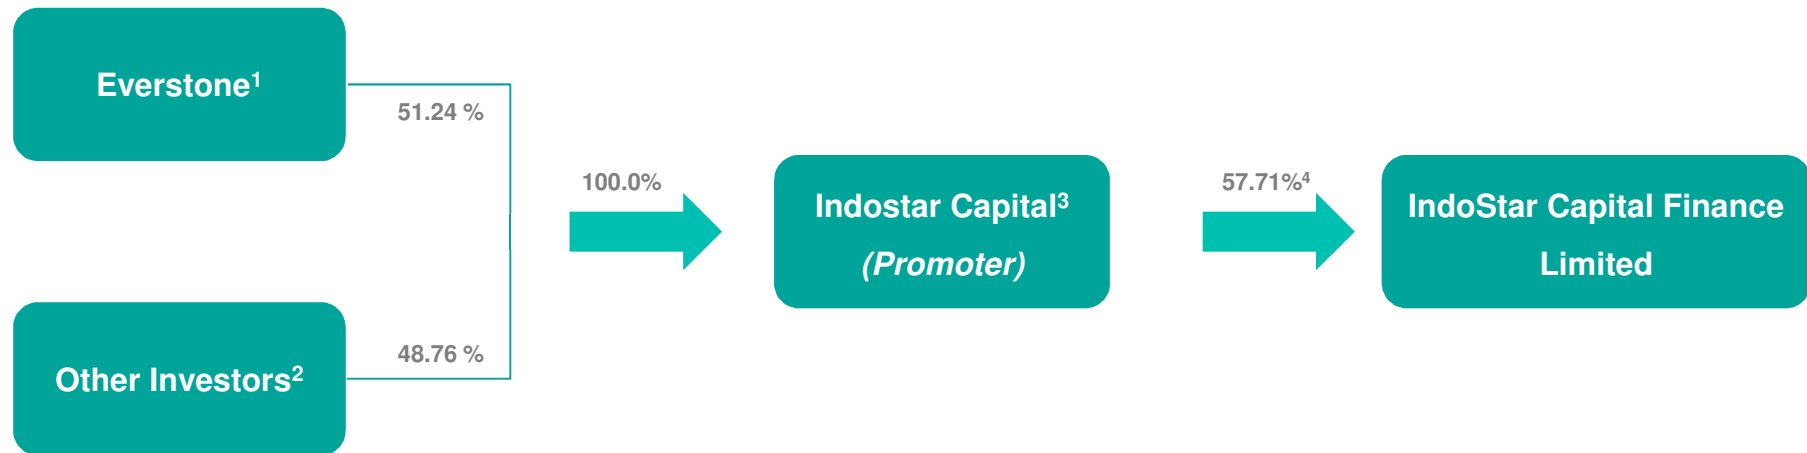 Everstone¹
51.24 %
100.0%
Indostar Capital³
(Promoter)
57.71%⁴
IndoStar Capital Finance
Limited
48.76 %
Other Investors²